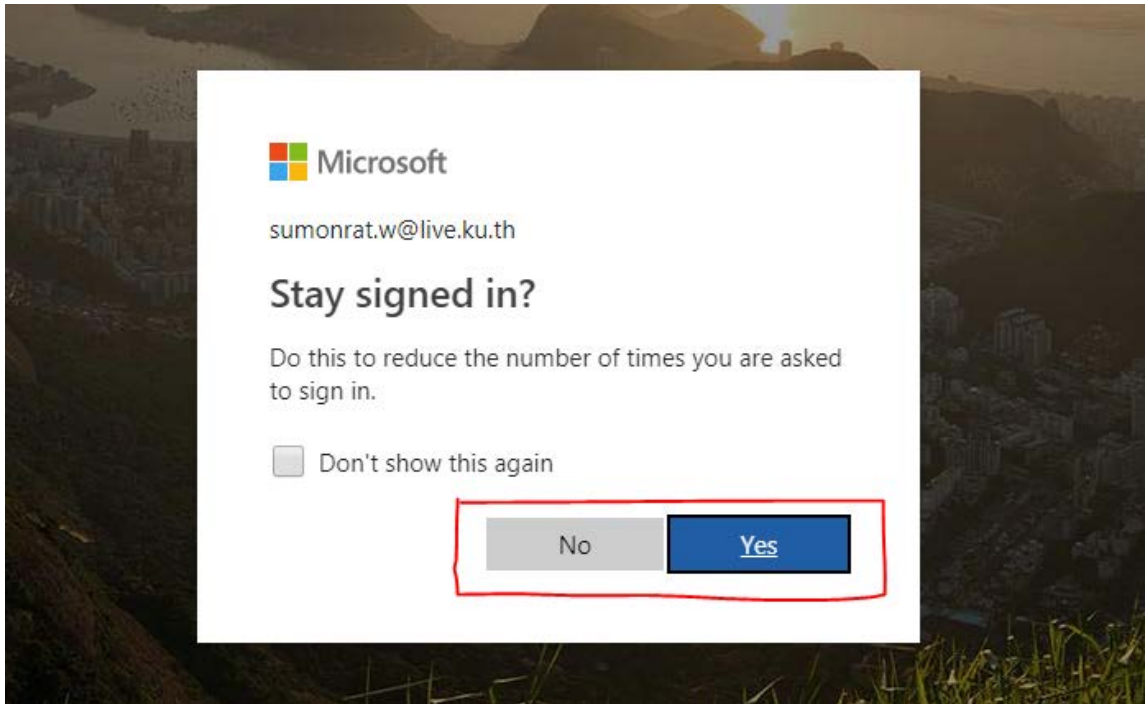 Microsoft
sumonrat.w@live.ku.th
Stay signed in?
Do this to reduce the number of times you are asked
to sign in.
Don't show this again
No Yes